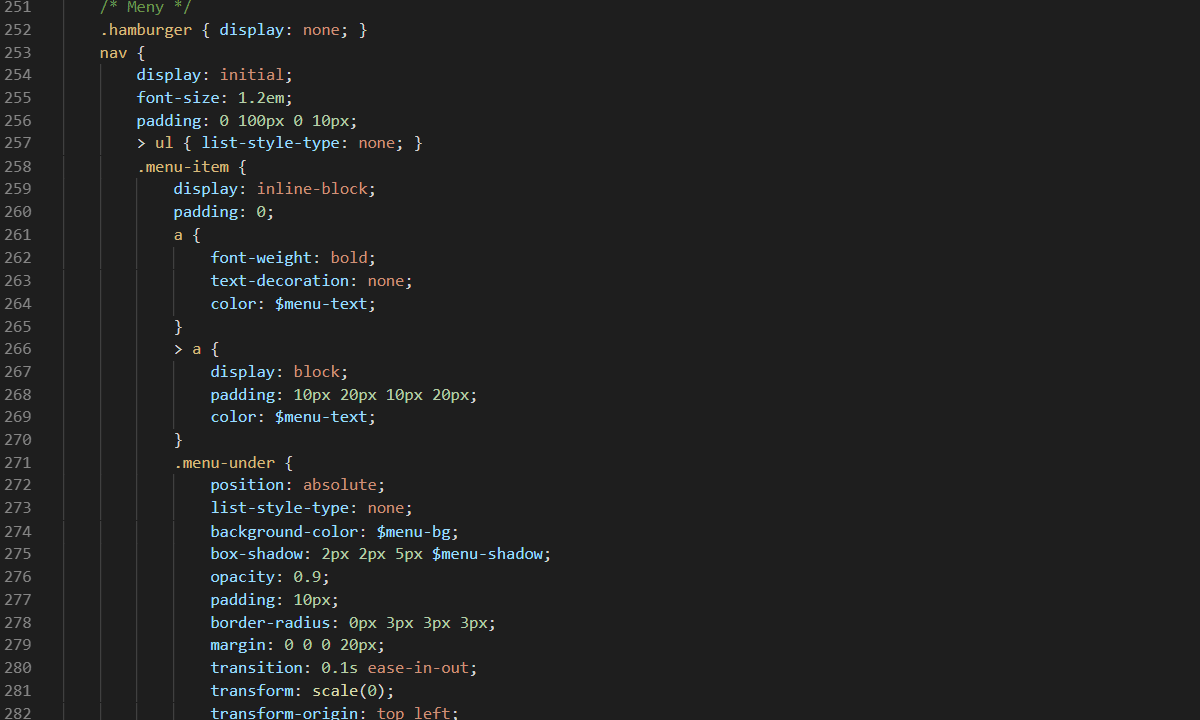 251 /* Meny */
252 .hamburger { display: none; }
253 nav {
254 display: initial;
255 font-size: 1.2em;
256 padding: 0 100px 0 10px;
257 > ul { list-style-type: none; }
258 .menu-item {
259 display: inline-block;
260 padding: 0;
261 a {
262 font-weight: bold;
263 text-decoration: none;
264 color: $menu-text;
265 }
266 > a {
267 display: block;
268 padding: 10px 20px 10px 20px;
269 color: $menu-text;
270 }
271 .menu-under {
272 position: absolute;
273 list-style-type: none;
274 background-color: $menu-bg;
275 box-shadow: 2px 2px 5px $menu-shadow;
276 opacity: 0.9;
277 padding: 10px;
278 border-radius: 0px 3px 3px 3px;
279 margin: 0 0 0 20px;
280 transition: 0.1s ease-in-out;
281 transform: scale(0);
282 transform-origin: top left;